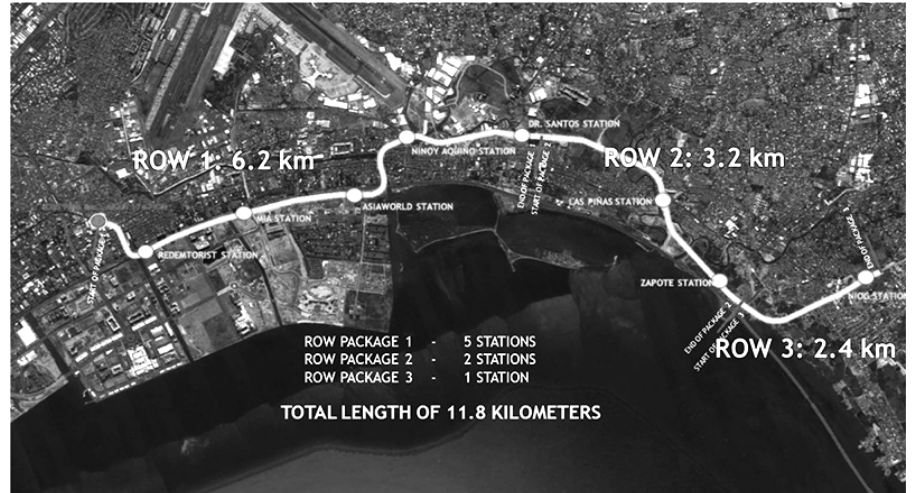 DR. SANTOS STATION
NINOY AQUINO STATION
ROW 1: 6.2 km
ROW 2: 3.2 km
END OF PACKAGE 1
START OF PACKAGE 2
LAS PIÑAS STATION
ASIAWORLD STATION
MIA STATION
REDEMTORIST STATION
START OF PACKAGE
END OF PACKAGE 3
ZAPOTE STATION
NIOG STATION
END OF PACKAGE 2
START OF PACKAGE 3
ROW 3: 2.4 km
ROW PACKAGE 1 - 5 STATIONS
ROW PACKAGE 2 - 2 STATIONS
ROW PACKAGE 3 - 1 STATION
TOTAL LENGTH OF 11.8 KILOMETERS